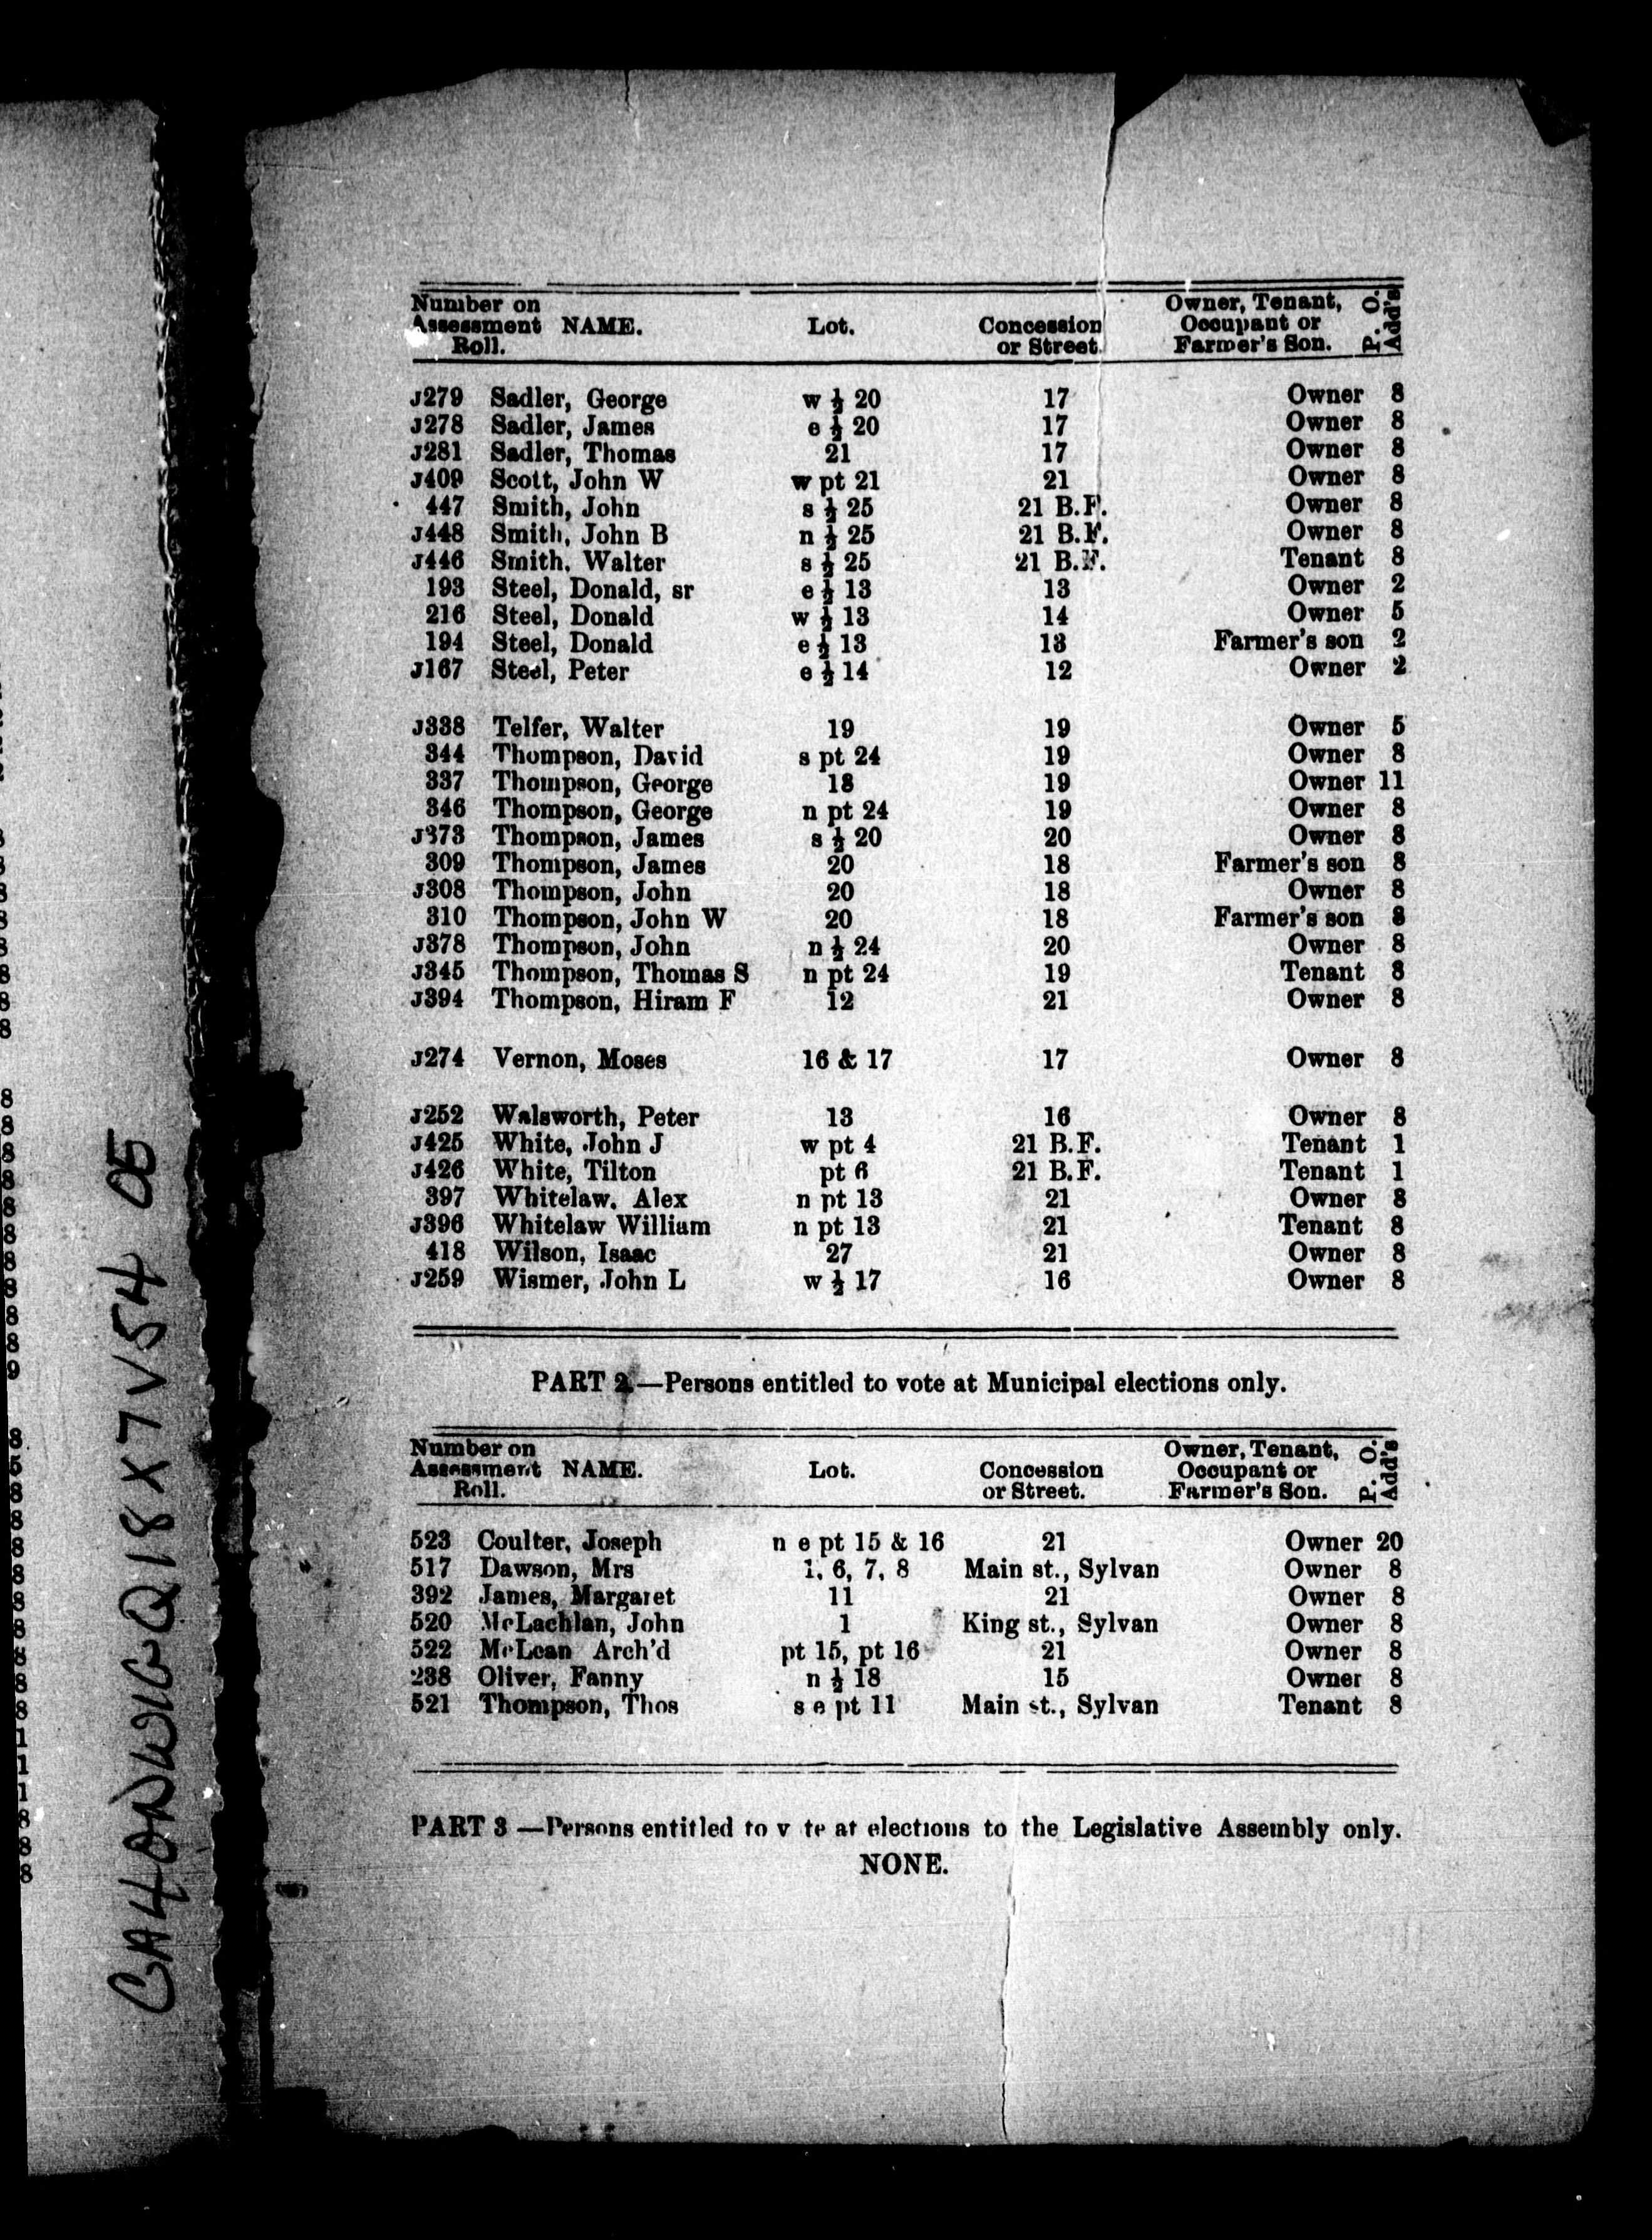 Number on Assessment Roll. NAME. Lot. Concession or Street. Owner, Tenant, Occupant or Farmer's Son. P. O. Add's
J279 Sadler, George w ½ 20 17 Owner 8
J278 Sadler, James e ½ 20 17 Owner 8
J281 Sadler, Thomas 21 17 Owner 8
J409 Scott, John W w pt 21 21 Owner 8
447 Smith, John s ½ 25 21 B.F. Owner 8
J448 Smith, John B n ½ 25 21 B.F. Owner 8
J446 Smith, Walter s ½ 25 21 B.F. Tenant 8
193 Steel, Donald, sr e ½ 13 13 Owner 2
216 Steel, Donald w ½ 13 14 Owner 5
194 Steel, Donald e ½ 13 13 Farmer's son 2
J167 Steel, Peter e ½ 14 12 Owner 2
J338 Telfer, Walter 19 19 Owner 5
344 Thompson, David s pt 24 19 Owner 8
337 Thompson, George 18 19 Owner 11
346 Thompson, George n pt 24 19 Owner 8
J373 Thompson, James s ½ 20 20 Owner 8
309 Thompson, James 20 18 Farmer's son 8
J308 Thompson, John 20 18 Owner 8
310 Thompson, John W 20 18 Farmer's son 8
J378 Thompson, John n ½ 24 20 Owner 8
J345 Thompson, Thomas S n pt 24 19 Tenant 8
J394 Thompson, Hiram F 12 21 Owner 8
J274 Vernon, Moses 16 & 17 17 Owner 8
J252 Walsworth, Peter 13 16 Owner 8
J425 White, John J w pt 4 21 B.F. Tenant 1
J426 White, Tilton pt 6 21 B.F. Tenant 1
397 Whitelaw, Alex n pt 13 21 Owner 8
J396 Whitelaw William n pt 13 21 Tenant 8
418 Wilson, Isaac 27 21 Owner 8
J259 Wismer, John L w ½ 17 16 Owner 8
PART 2.—Persons entitled to vote at Municipal elections only.
Number on Assessment Roll. NAME. Lot. Concession or Street. Owner, Tenant, Occupant or Farmer's Son. P. O. Add's
523 Coulter, Joseph n e pt 15 & 16 21 Owner 20
517 Dawson, Mrs 1, 6, 7, 8 Main st., Sylvan Owner 8
392 James, Margaret 11 21 Owner 8
520 McLachlan, John 1 King st., Sylvan Owner 8
522 McLean Arch'd pt 15, pt 16 21 Owner 8
238 Oliver, Fanny n ½ 18 15 Owner 8
521 Thompson, Thos s e pt 11 Main st., Sylvan Tenant 8
PART 3 —Persons entitled to v te at elections to the Legislative Assembly only.
NONE.